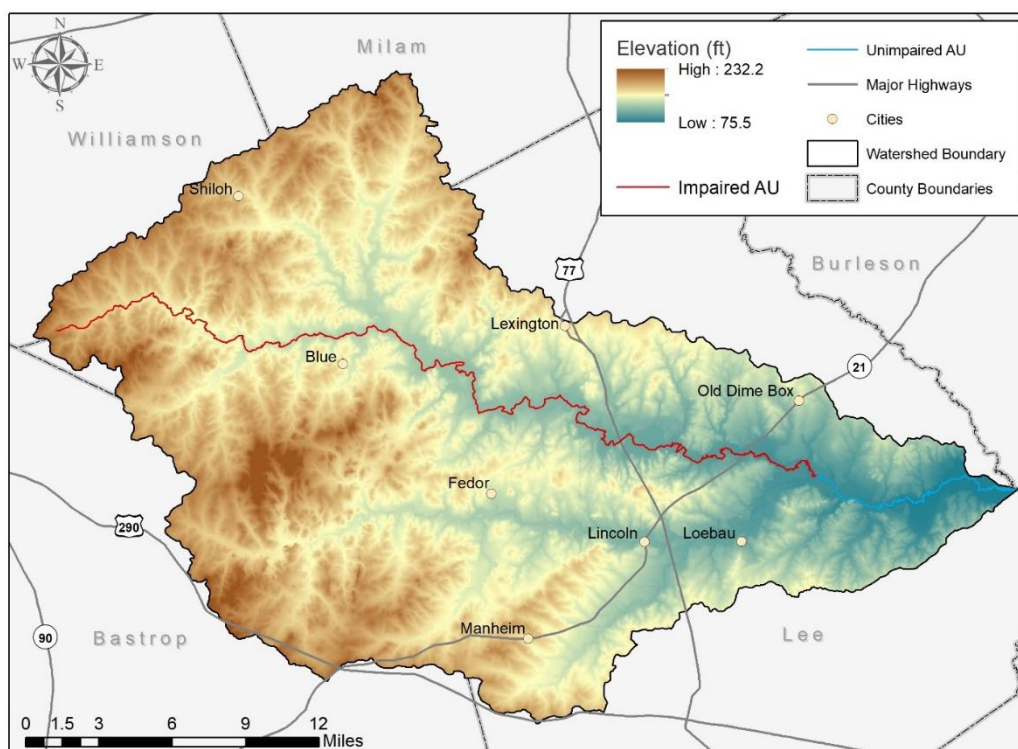 N
W E
S
Milam
Williamson
Burleson
Bastrop
Lee
Elevation (ft)
High : 232.2
Low : 75.5
Impaired AU
Unimpaired AU
Major Highways
Cities
Watershed Boundary
County Boundaries
Shiloh
77
Lexington
Blue
21
Old Dime Box
Fedor
290
Lincoln
Loebau
90
Manheim
0 1.5 3 6 9 12
Miles